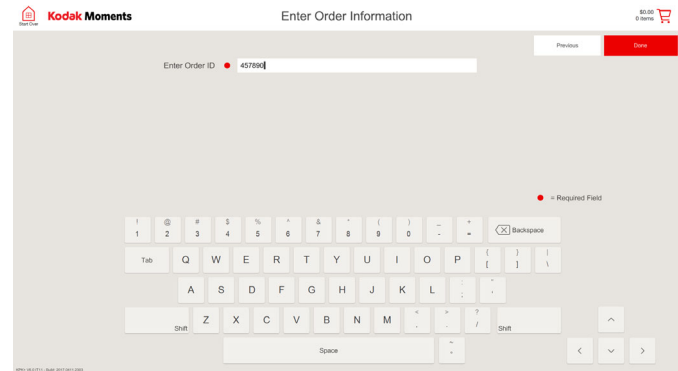 Start Over
Kodak Moments
Enter Order Information
$0.00
0 items
Previous
Done
Enter Order ID
457890
= Required Field
! @ # $ % ^ & * ( ) _ +
1 2 3 4 5 6 7 8 9 0 - =
Backspace
Tab Q W E R T Y U I O P { } |
[ ] \
A S D F G H J K L : "
; '
Shift Z X C V B N M < > ?
, . / Shift
Space